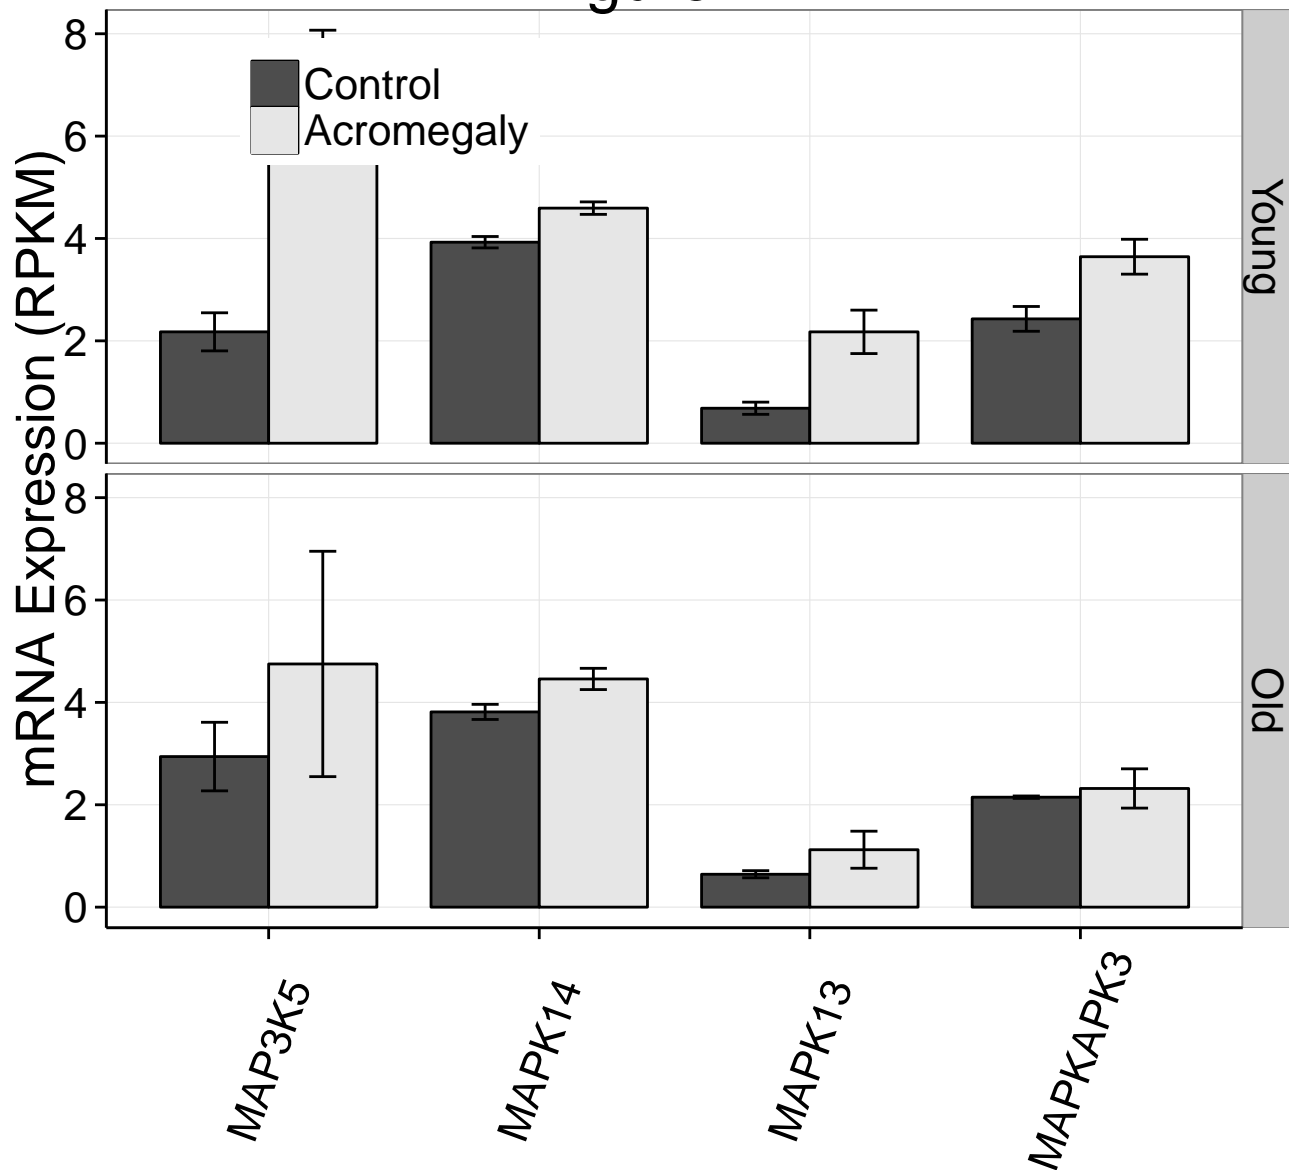 8
6
4
2
0
Control
Acromegaly
Young
mRNA Expression (RPKM)
8
6
4
2
0
Old
MAP3K5
MAPK14
MAPK13
MAPKAPK3